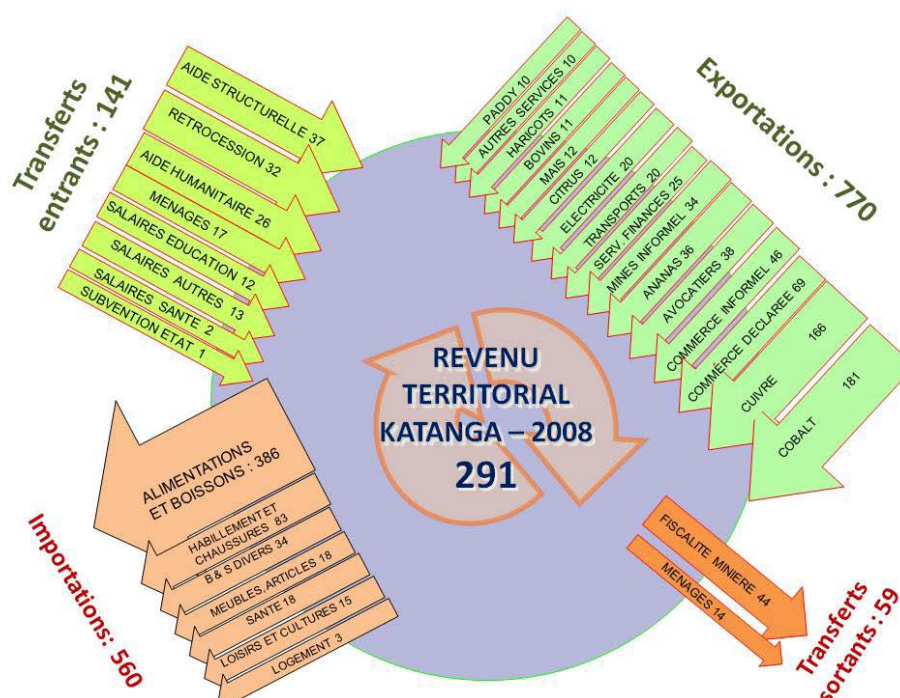 Transferts
entrants : 141
AIDE STRUCTURELLE 37
RETROCESSION 32
AIDE HUMANITAIRE 26
MENAGES 17
SALAIRES EDUCATION 12
SALAIRES AUTRES 13
SALAIRES SANTE 2
SUBVENTION ETAT 1
Exportations : 770
PADDY 10
AUTRES SERVICES 10
HARICOTS 11
BOVINS 11
MAIS 12
CITRUS 12
ELECTRICITE 20
TRANSPORTS 20
SERV. FINANCES 25
MINES INFORMEL 34
ANANAS 36
AVOCATIERS 38
COMMERCE INFORMEL 46
COMMERCE DECLAREE 69
CUIVRE 166
COBALT 181
REVENU
TERRITORIAL
KATANGA – 2008
291
ALIMENTATIONS
ET BOISSONS : 386
HABILLEMENT ET
CHAUSSURES 83
B & S DIVERS 34
MEUBLES, ARTICLES 18
SANTE 18
LOISIRS ET CULTURES 15
LOGEMENT 3
Importations: 560
FISCALITE MINIERE 44
MENAGES 14
Transferts
sortants : 59